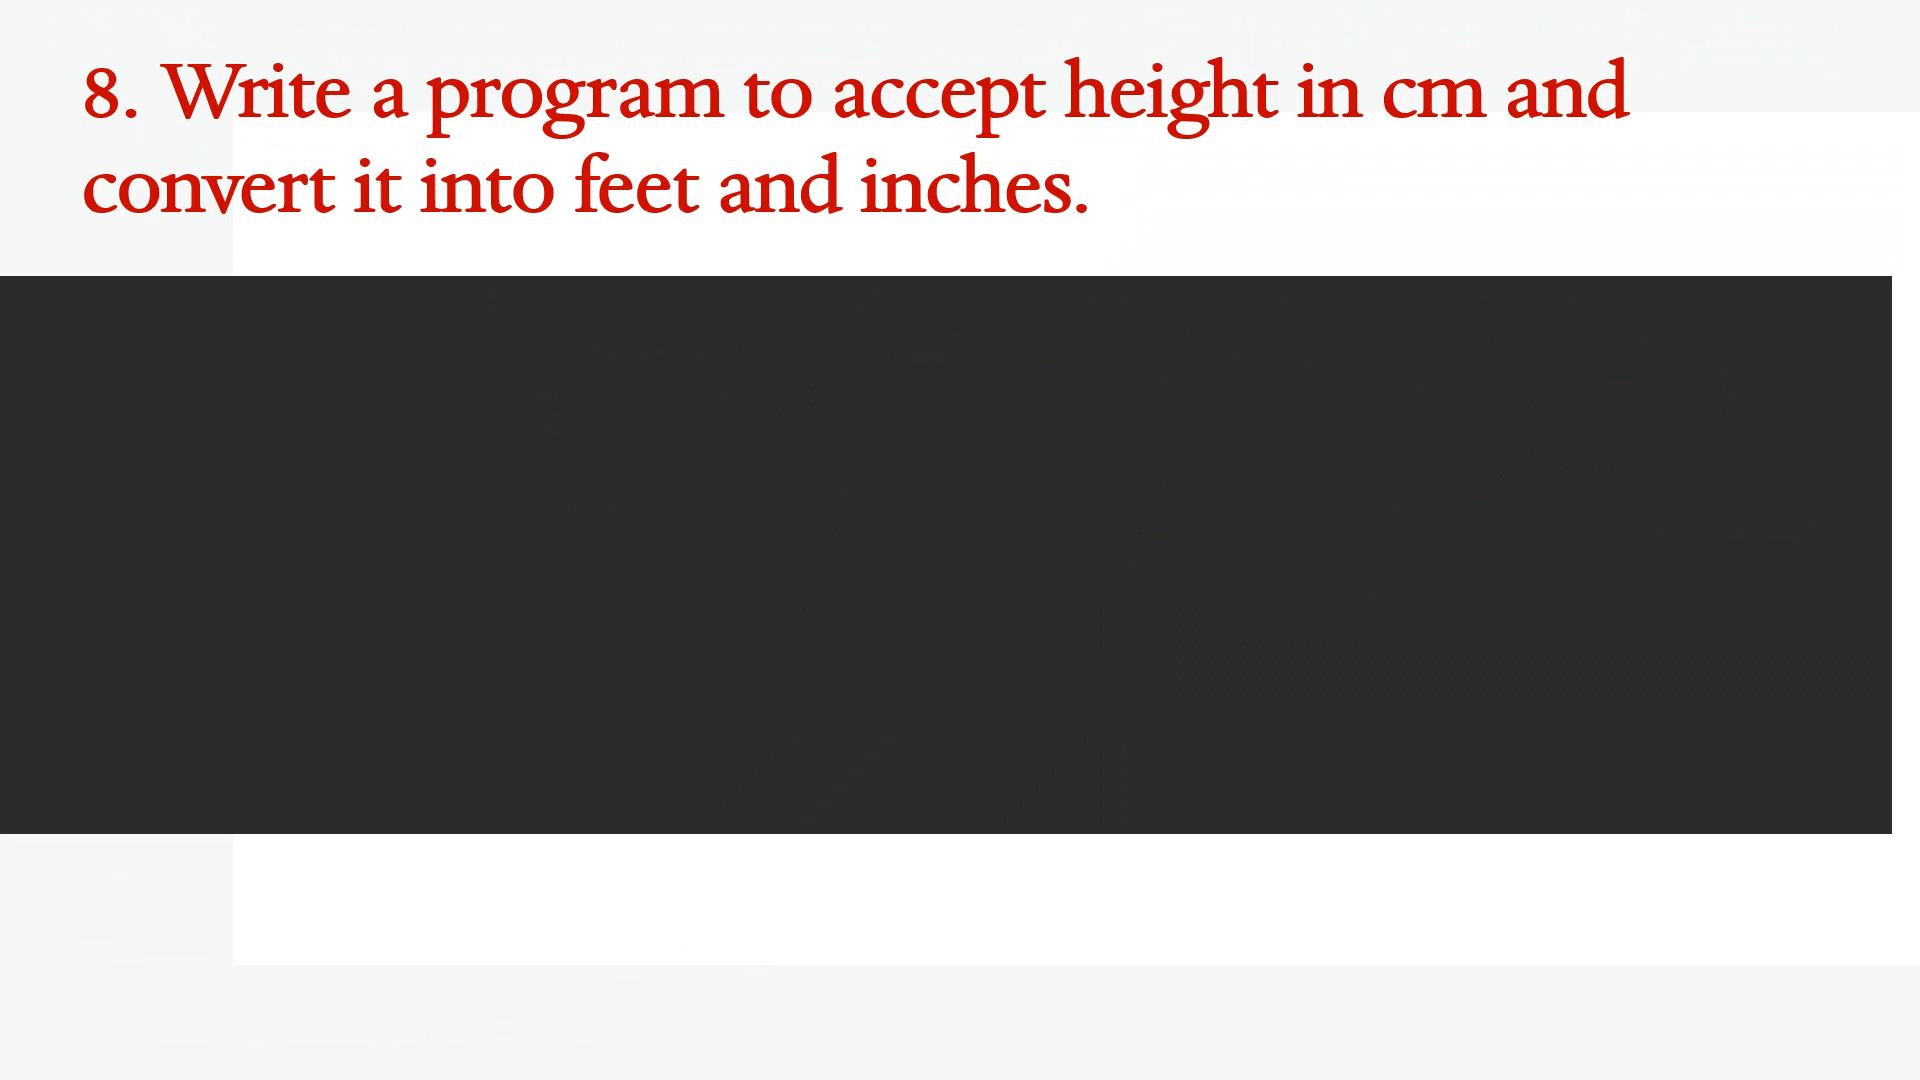 8. Write a program to accept height in cm and
convert it into feet and inches.